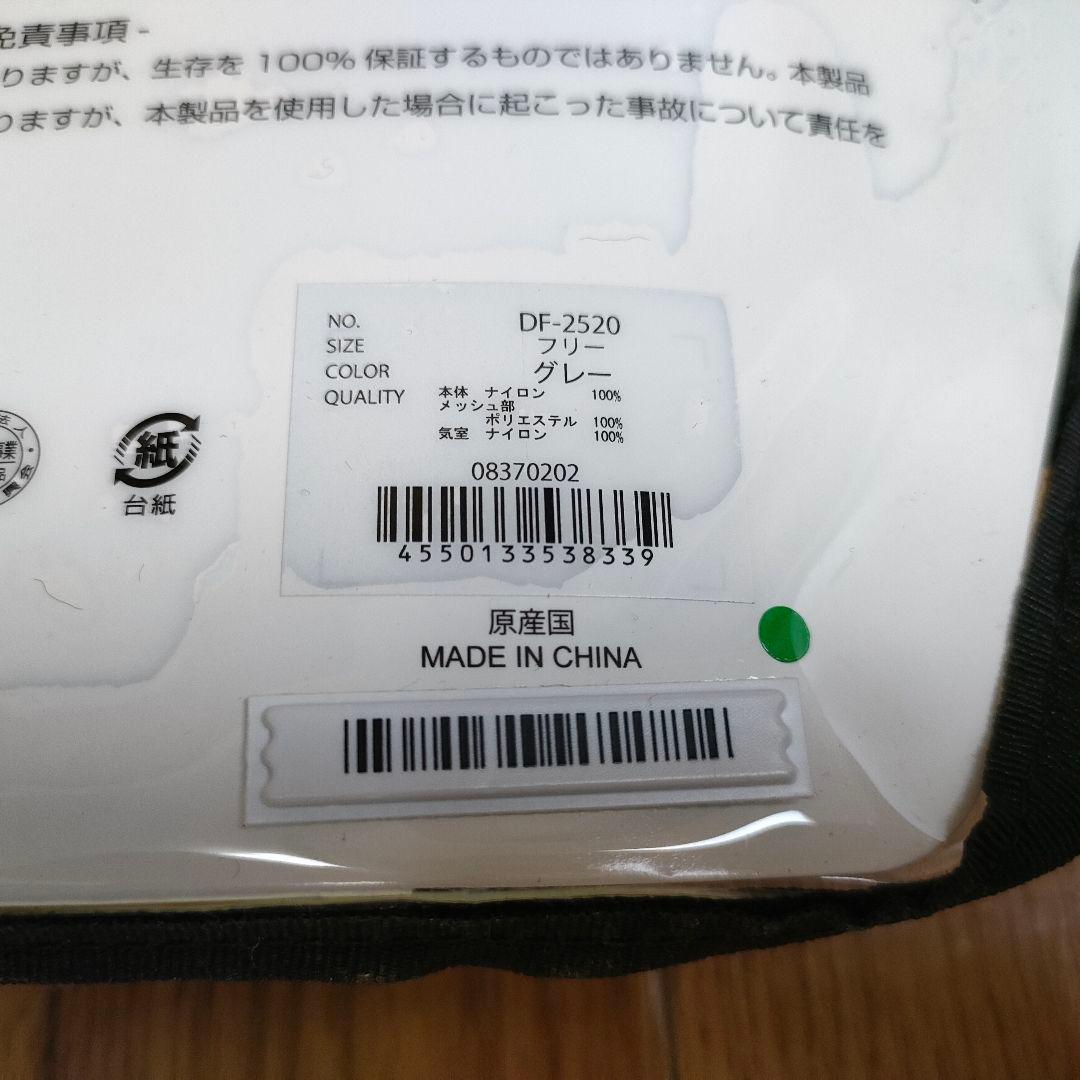 免責事項 -
りますが、生存を 100% 保証するものではありません。本製品
りますが、本製品を使用した場合に起こった事故について責任を
NO. DF-2520
SIZE フリー
COLOR グレー
QUALITY 本体 ナイロン 100%
メッシュ部
ポリエステル 100%
気室 ナイロン 100%
08370202
4550133538339
紙
台紙
原産国
MADE IN CHINA